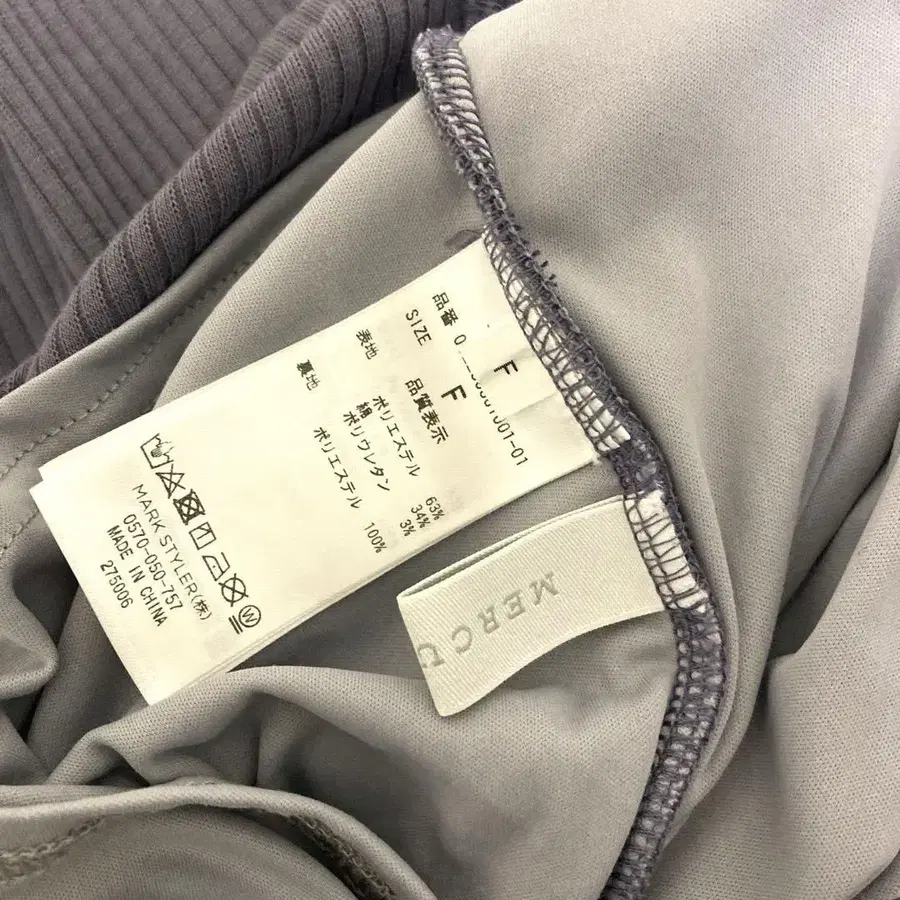 品番 0
001-01
SIZE F
F
品質表示
表地 ポリエステル 63%
綿 34%
ポリウレタン 3%
裏地 ポリエステル 100%
MARK STYLER(株)
0570-050-757
MADE IN CHINA
275006
W
MERCU